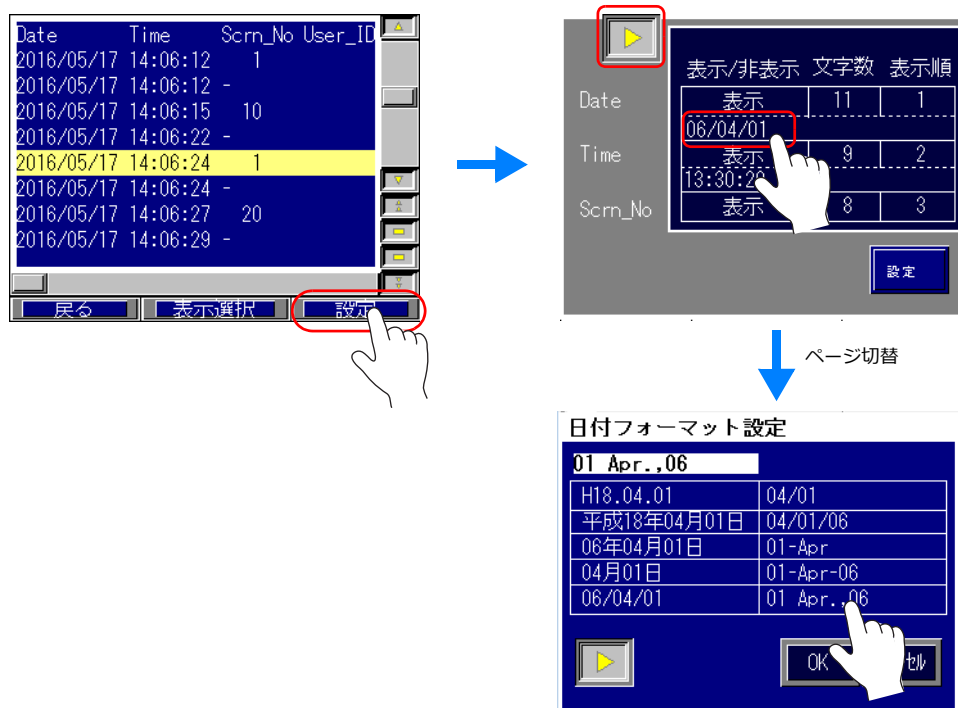 Date Time Scrn_No User_ID
2016/05/17 14:06:12 1
2016/05/17 14:06:12 -
2016/05/17 14:06:15 10
2016/05/17 14:06:22 -
2016/05/17 14:06:24 1
2016/05/17 14:06:24 -
2016/05/17 14:06:27 20
2016/05/17 14:06:29 -
戻る 表示選択 設定
表示/非表示 文字数 表示順
Date 表示 11 1
06/04/01
Time 表示 9 2
13:30:20
Scrn_No 表示 8 3
設定
ページ切替
日付フォーマット設定
01 Apr.,06
H18.04.01 04/01
平成18年04月01日 04/01/06
06年04月01日 01-Apr
04月01日 01-Apr-06
06/04/01 01 Apr.,06
OK セル